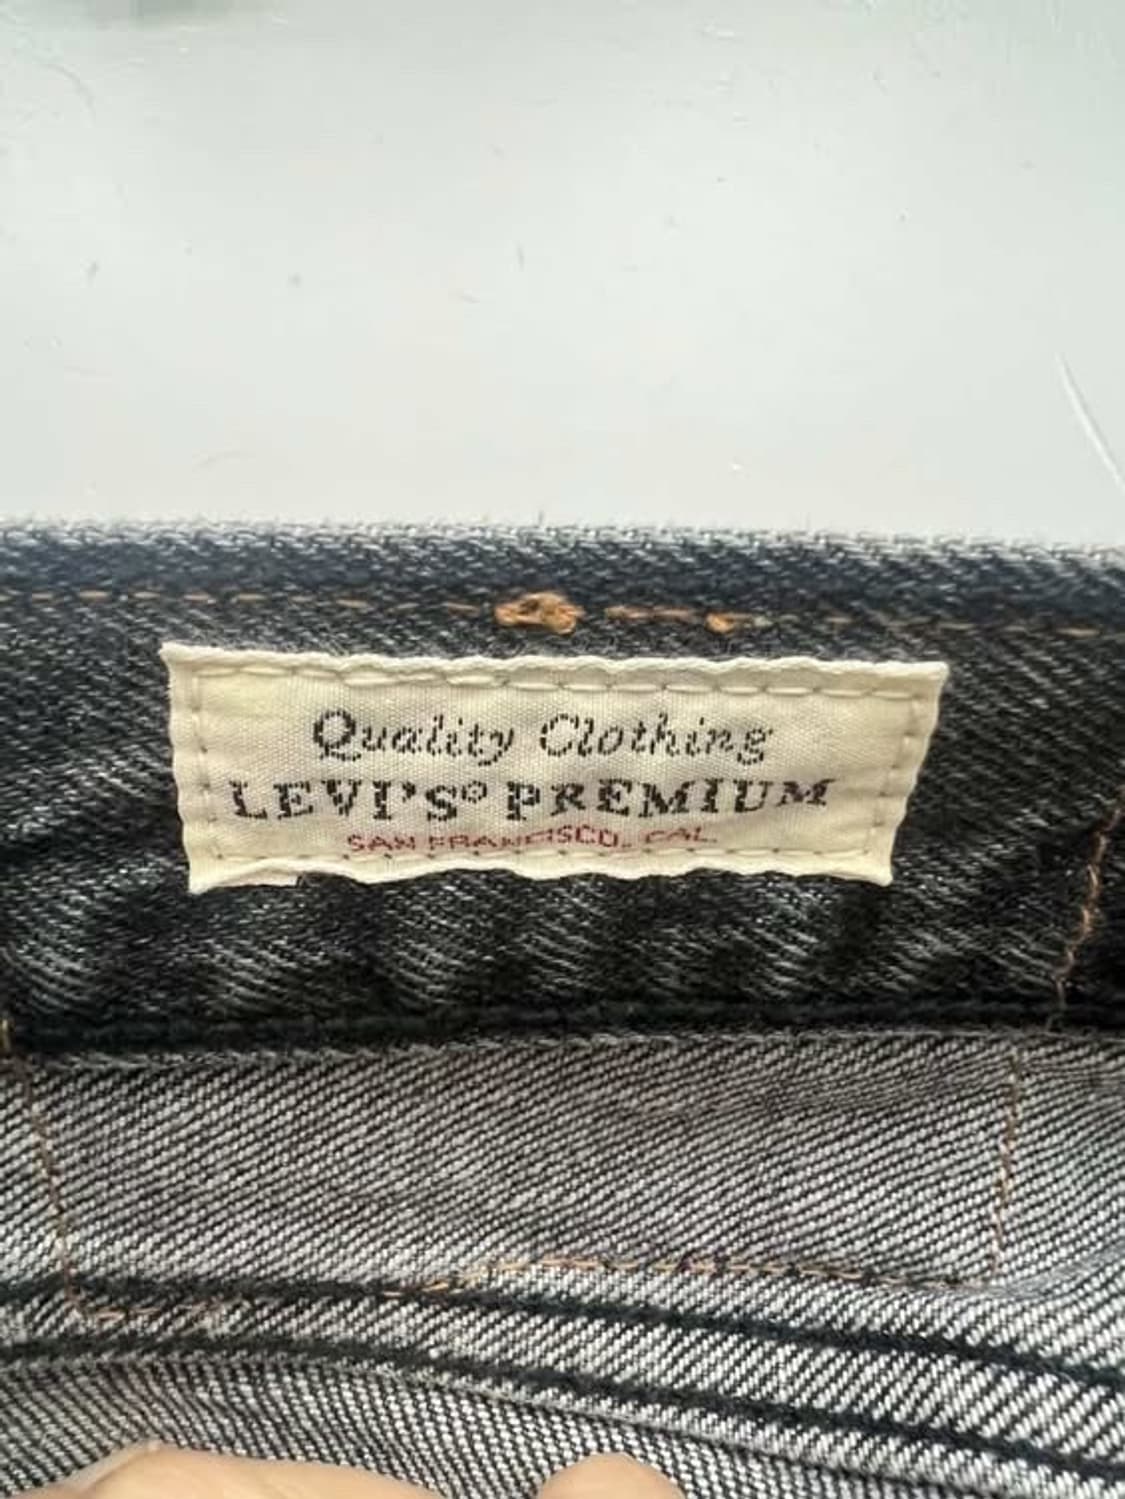 Quality Clothing
LEVI'S® PREMIUM
SAN FRANCISCO, CAL.